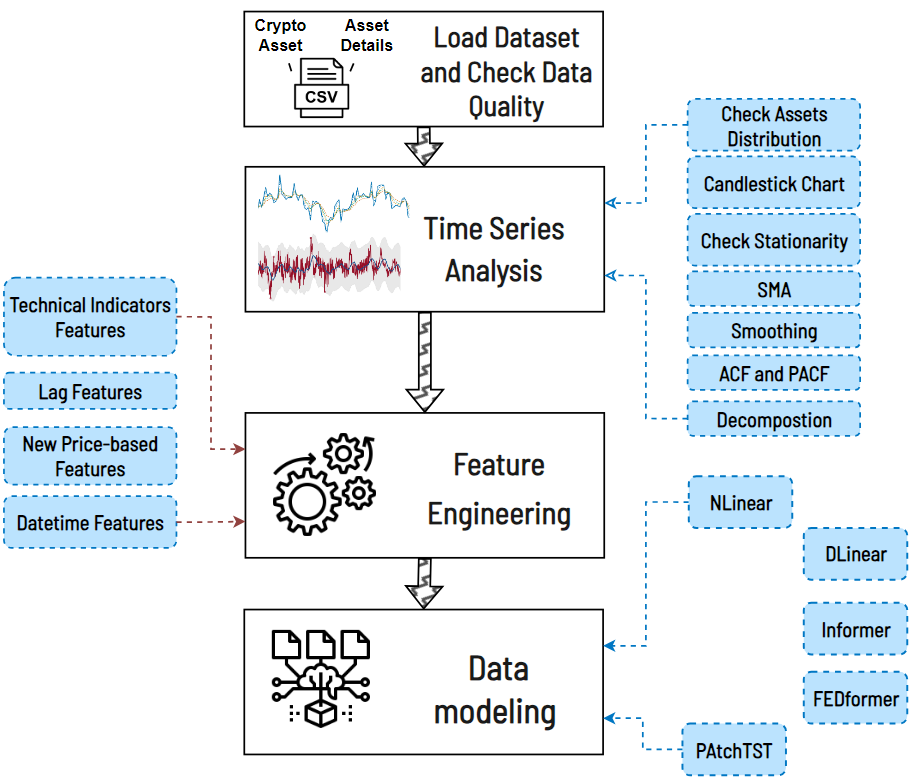 Crypto
Asset
Asset
Details
CSV
Load Dataset
and Check Data
Quality
Time Series
Analysis
Check Assets
Distribution
Candlestick Chart
Check Stationarity
SMA
Smoothing
ACF and PACF
Decompostion
Technical Indicators
Features
Lag Features
New Price-based
Features
Datetime Features
Feature
Engineering
NLinear
DLinear
Informer
FEDformer
PAtchTST
Data
modeling